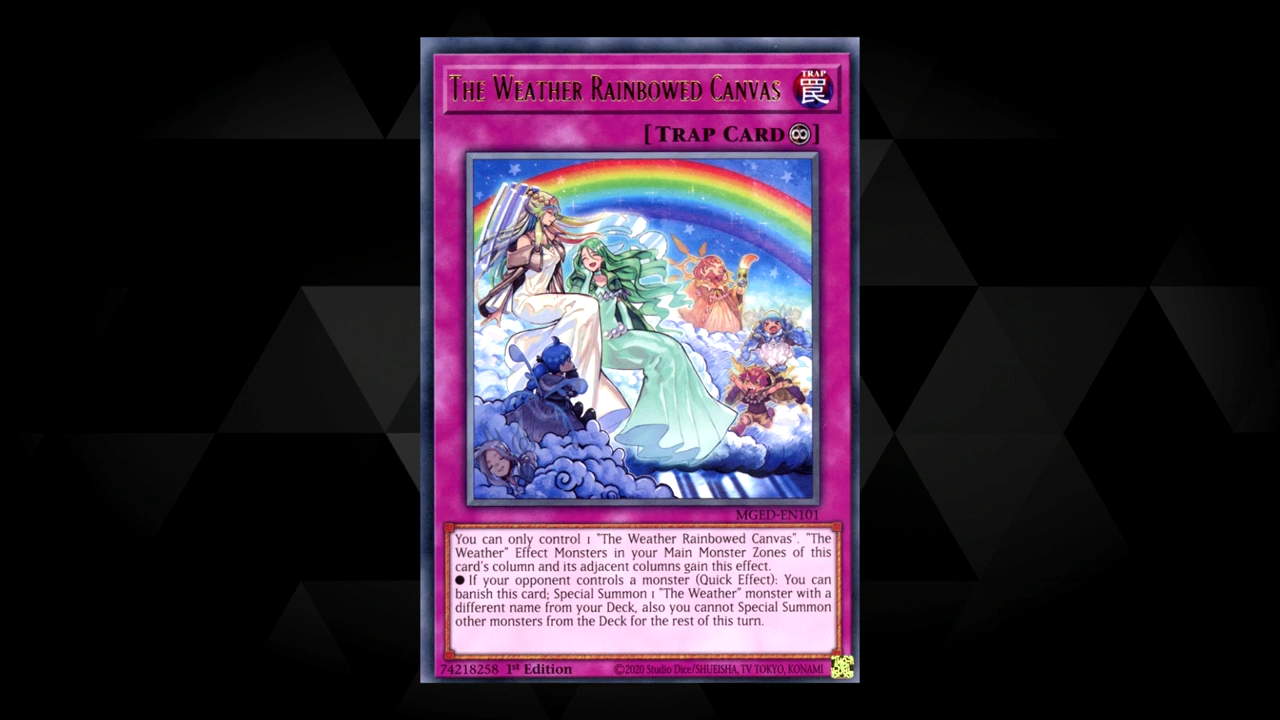 THE WEATHER RAINBOWED CANVAS
TRAP
罠
[TRAP CARD∞]
MGED-EN101
You can only control 1 "The Weather Rainbowed Canvas". "The
Weather" Effect Monsters in your Main Monster Zones of this
card's column and its adjacent columns gain this effect.
● If your opponent controls a monster (Quick Effect): You can
banish this card; Special Summon 1 "The Weather" monster with a
different name from your Deck, also you cannot Special Summon
other monsters from the Deck for the rest of this turn.
74218258 1st Edition ©2020 Studio Dice/SHUEISHA, TV TOKYO, KONAMI